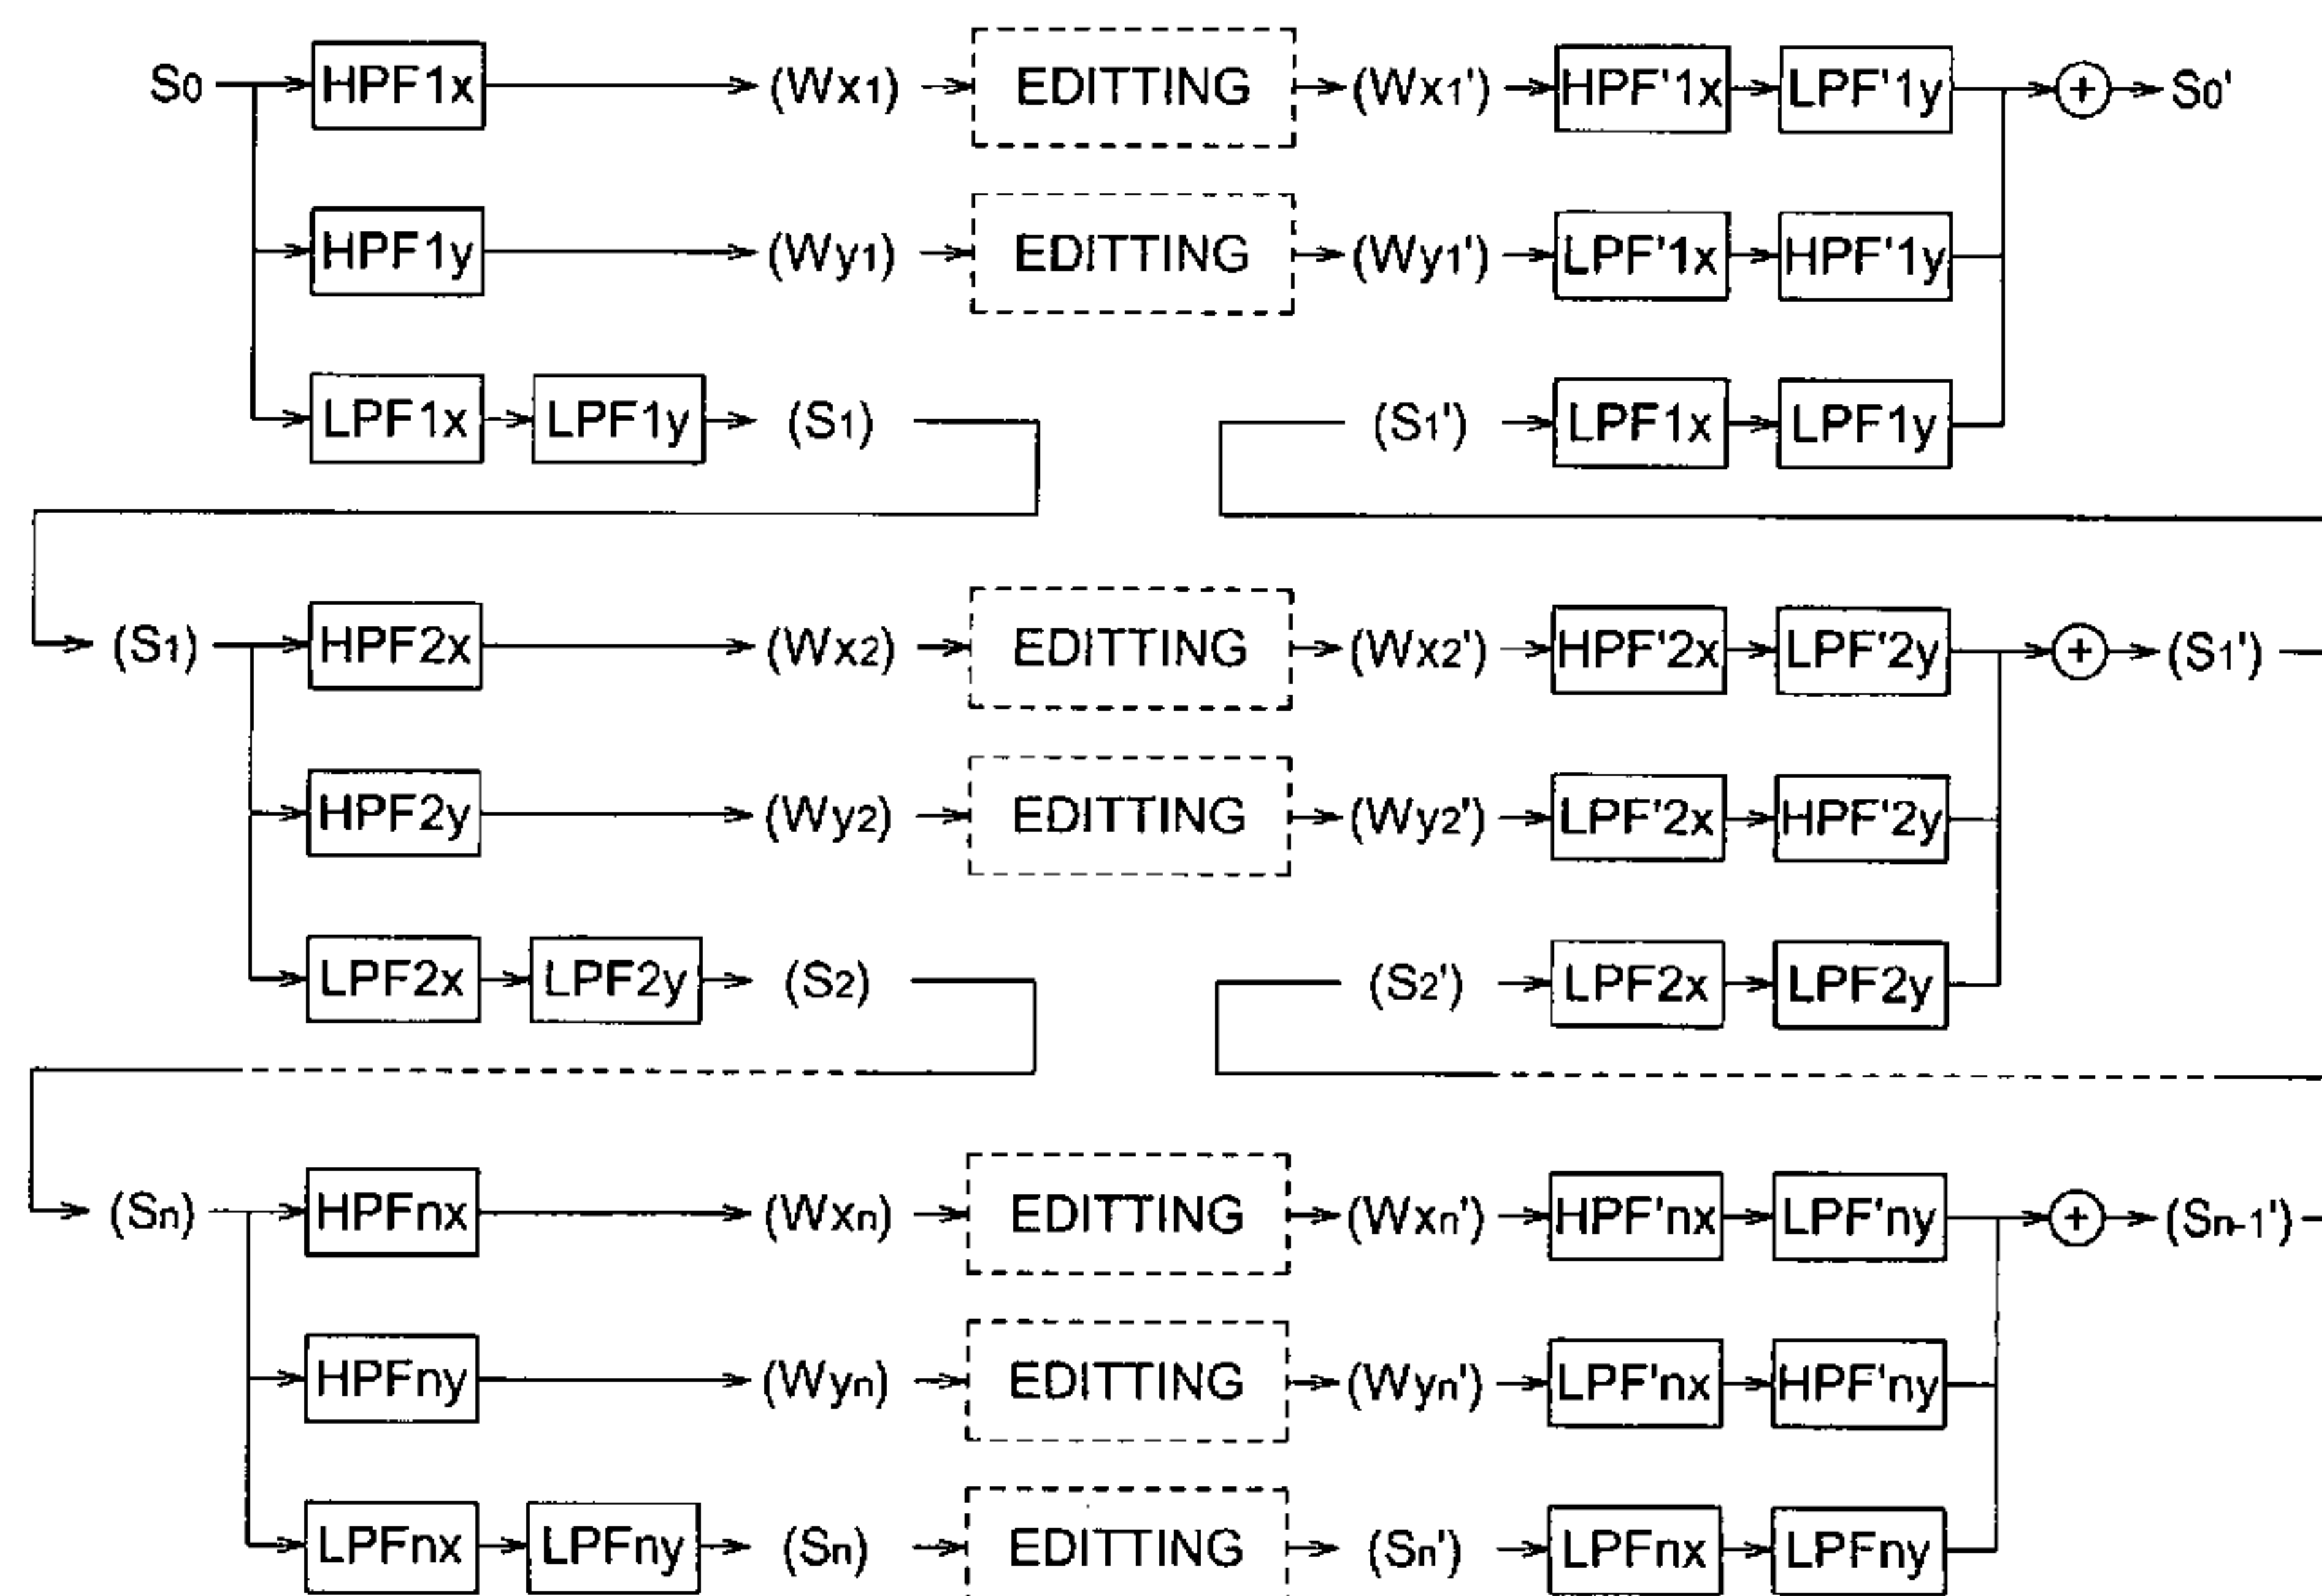 S0 HPF1x (Wx1) EDITTING (Wx1') HPF'1x LPF'1y + S0'
HPF1y (Wy1) EDITTING (Wy1') LPF'1x HPF'1y
LPF1x LPF1y (S1) (S1') LPF1x LPF1y
(S1) HPF2x (Wx2) EDITTING (Wx2') HPF'2x LPF'2y + (S1')
HPF2y (Wy2) EDITTING (Wy2') LPF'2x HPF'2y
LPF2x LPF2y (S2) (S2') LPF2x LPF2y
(Sn) HPFnx (Wxn) EDITTING (Wxn') HPF'nx LPF'ny + (Sn-1')
HPFny (Wyn) EDITTING (Wyn') LPF'nx HPF'ny
LPFnx LPFny (Sn) EDITTING (Sn') LPFnx LPFny